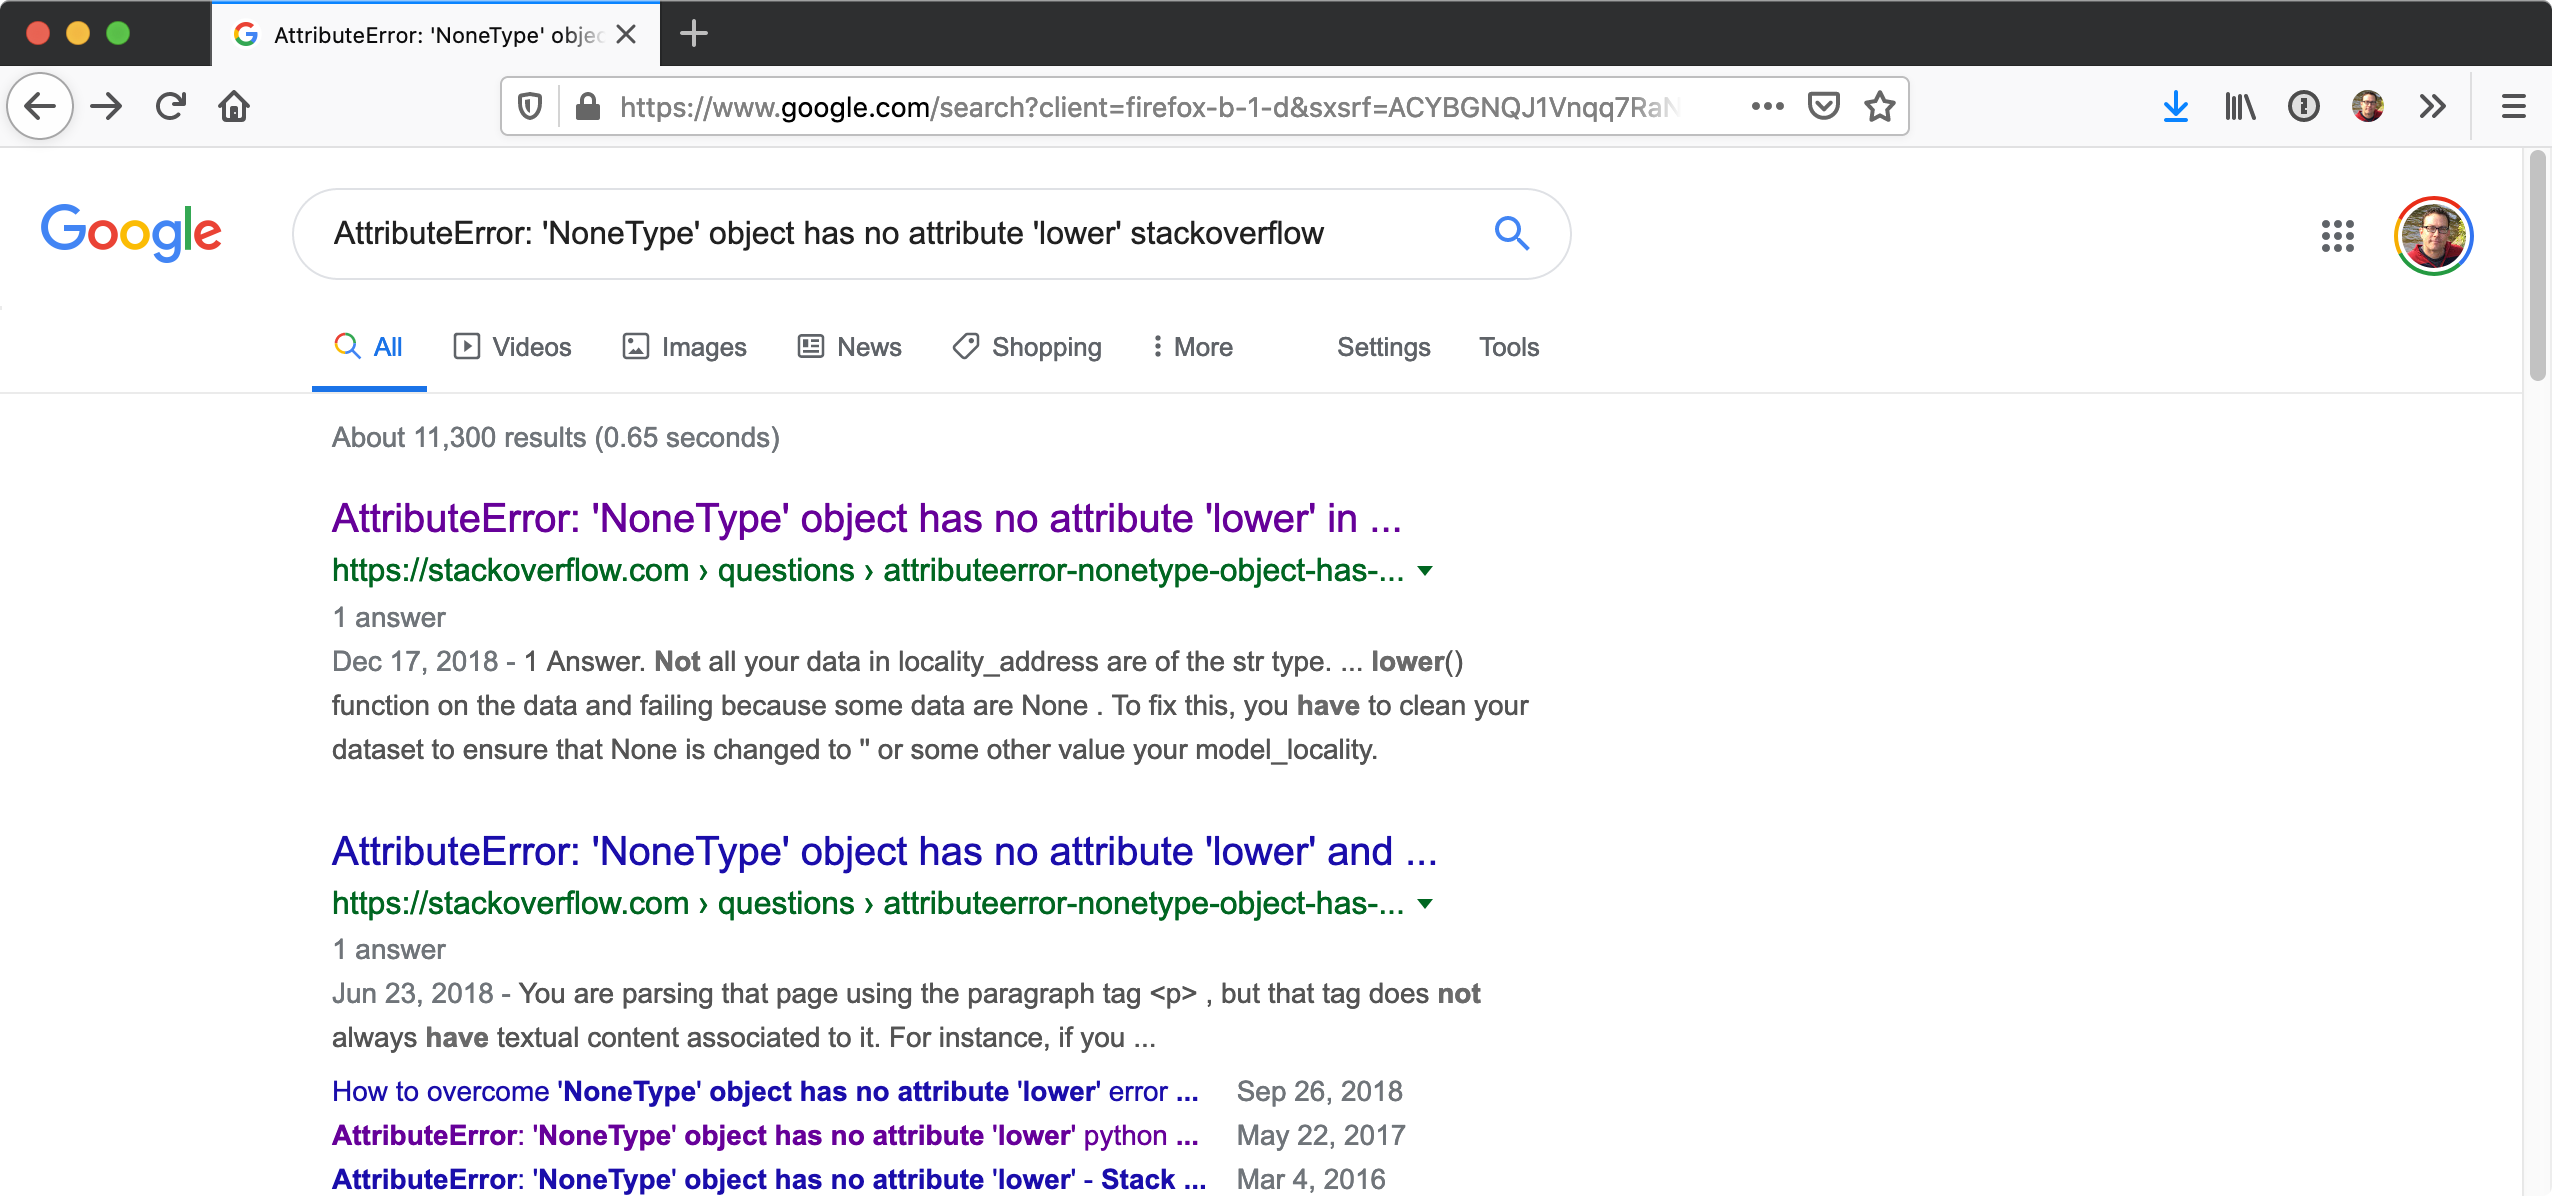 AttributeError: 'NoneType' objec
https://www.google.com/search?client=firefox-b-1-d&sxsrf=ACYBGNQJ1Vnqq7RaN
Google
AttributeError: 'NoneType' object has no attribute 'lower' stackoverflow
All Videos Images News Shopping More Settings Tools
About 11,300 results (0.65 seconds)
AttributeError: 'NoneType' object has no attribute 'lower' in ...
https://stackoverflow.com › questions › attributeerror-nonetype-object-has-...
1 answer
Dec 17, 2018 - 1 Answer. Not all your data in locality_address are of the str type. ... lower()
function on the data and failing because some data are None . To fix this, you have to clean your
dataset to ensure that None is changed to '' or some other value your model_locality.
AttributeError: 'NoneType' object has no attribute 'lower' and ...
https://stackoverflow.com › questions › attributeerror-nonetype-object-has-...
1 answer
Jun 23, 2018 - You are parsing that page using the paragraph tag <p> , but that tag does not
always have textual content associated to it. For instance, if you ...
How to overcome 'NoneType' object has no attribute 'lower' error ... Sep 26, 2018
AttributeError: 'NoneType' object has no attribute 'lower' python ... May 22, 2017
AttributeError: 'NoneType' object has no attribute 'lower' - Stack ... Mar 4, 2016